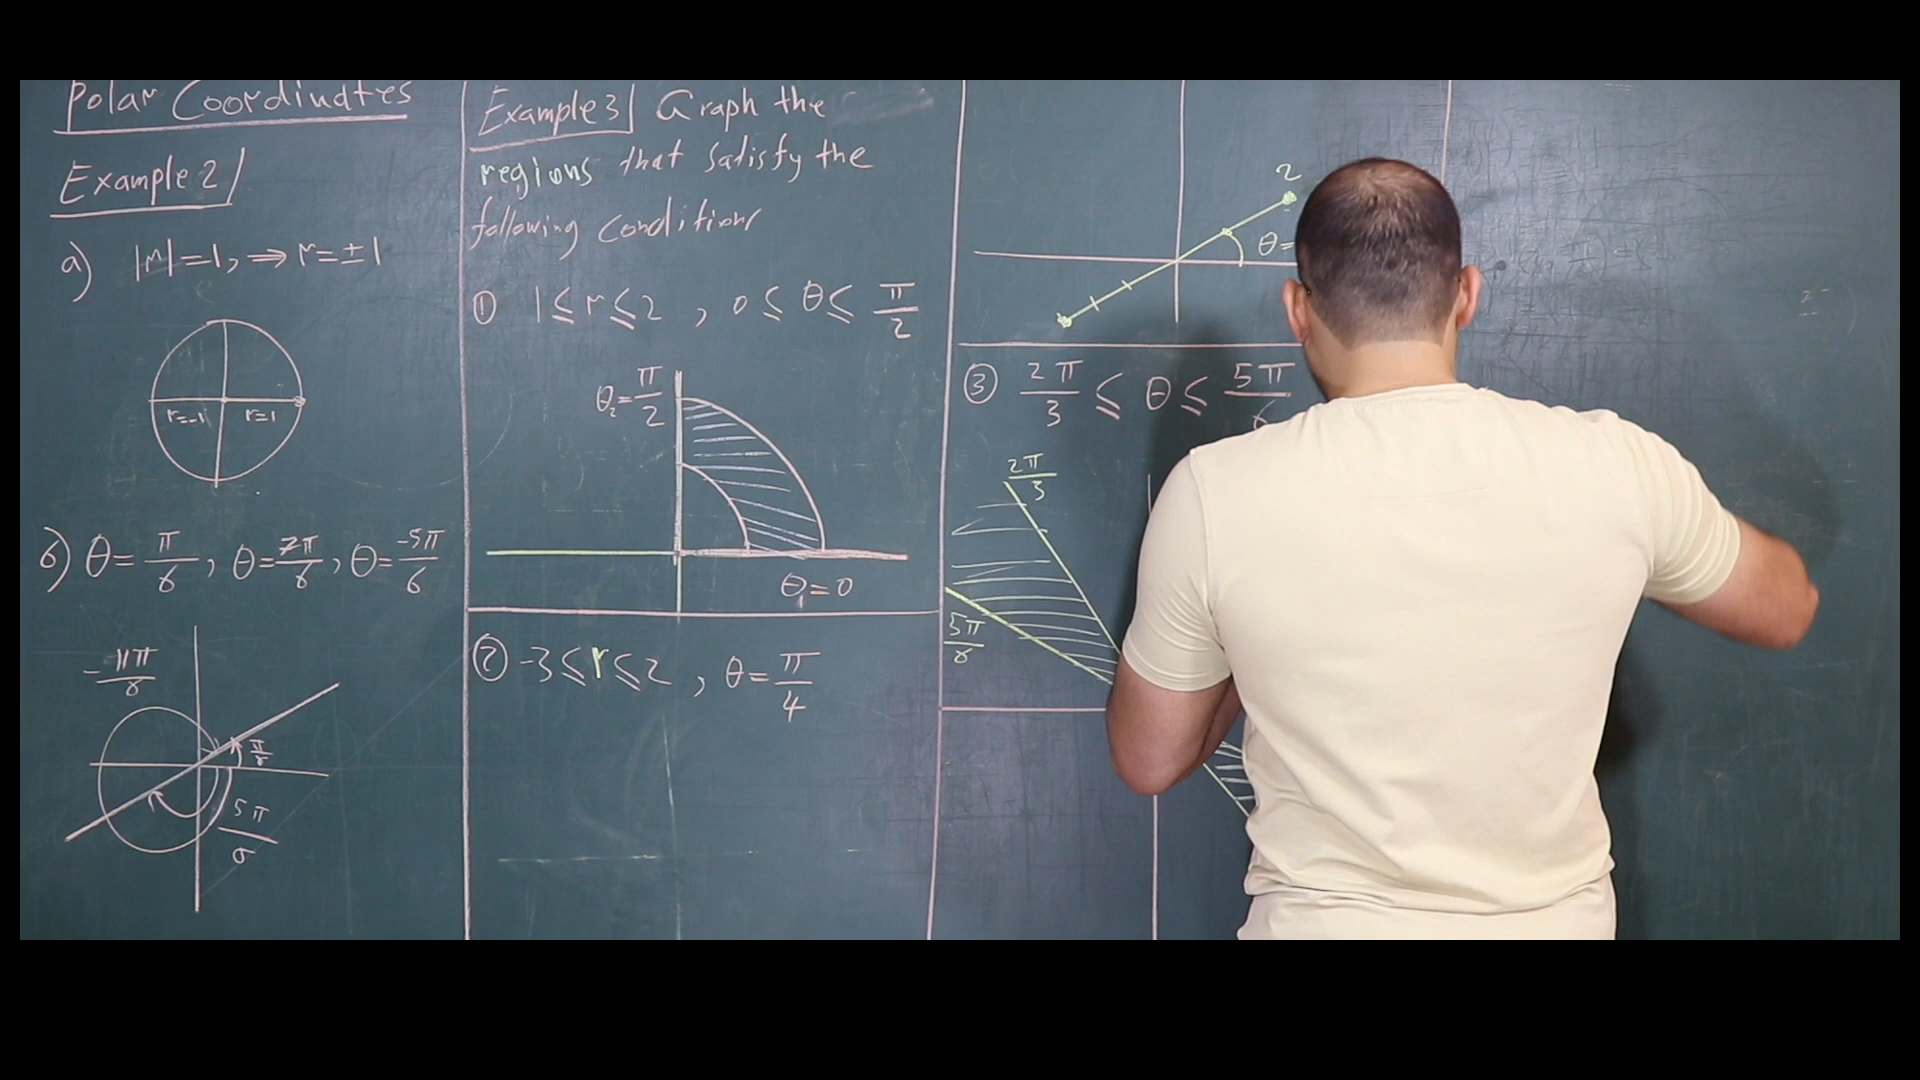 Polar Coordindtes
Example 2
a) |r|=1, ⇒ r=±1
r=-1 r=1
b) θ= π/6, θ=7π/6, θ=-5π/6
-11π/6
π/6
5π/6
Example 3 Graph the
regions that satisfy the
following conditions
① 1≤r≤2 , 0≤θ≤ π/2
θ₂= π/2
θ₁=0
② -3≤r≤2 , θ= π/4
2
θ=
③ 2π/3 ≤ θ ≤ 5π/6
2π/3
5π/6